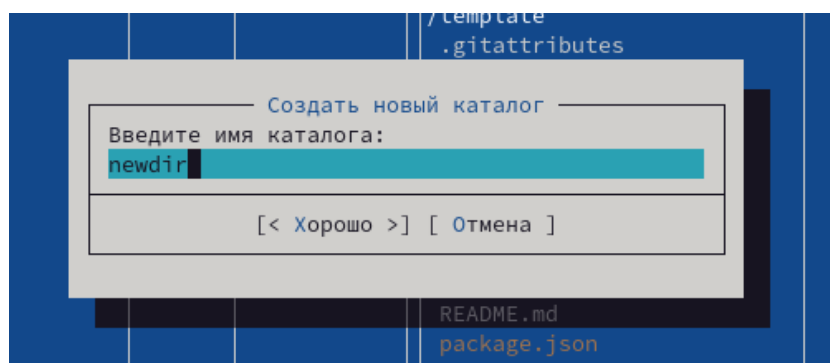 /template
.gitattributes
Создать новый каталог
Введите имя каталога:
newdir
[< Хорошо >] [ Отмена ]
README.md
package.json